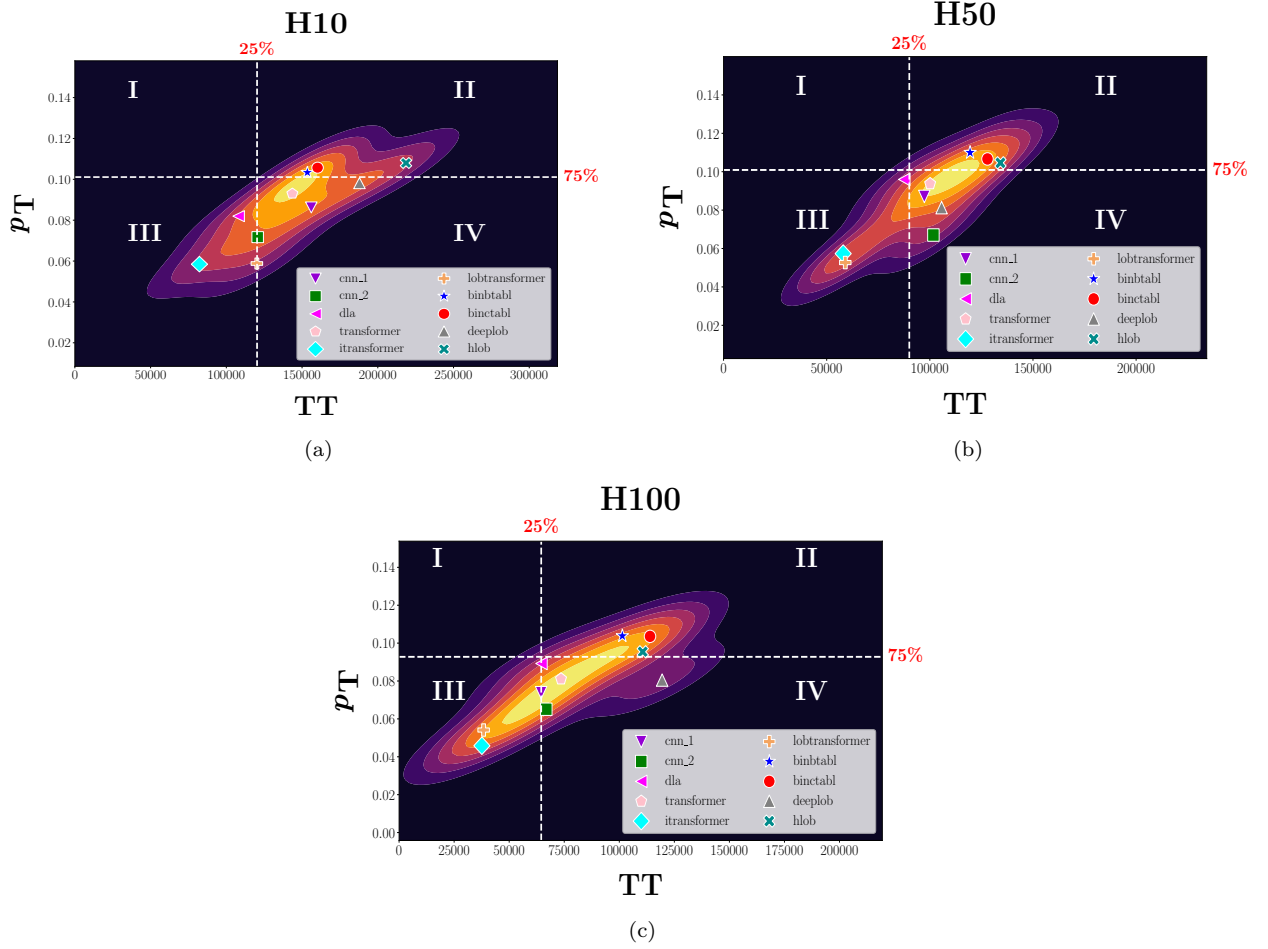 H10
25%
I
II
III
IV
75%
0.14
0.12
0.10
0.08
0.06
0.04
0.02
pT
cnn_1
cnn_2
dla
transformer
itransformer
lobtransformer
binbtabl
binctabl
deeplob
hlob
0 50000 100000 150000 200000 250000 300000
TT
(a)
H50
25%
I
II
III
IV
75%
0.14
0.12
0.10
0.08
0.06
0.04
0.02
pT
cnn_1
cnn_2
dla
transformer
itransformer
lobtransformer
binbtabl
binctabl
deeplob
hlob
0 50000 100000 150000 200000
TT
(b)
H100
25%
I
II
III
IV
75%
0.14
0.12
0.10
0.08
0.06
0.04
0.02
0.00
pT
cnn_1
cnn_2
dla
transformer
itransformer
lobtransformer
binbtabl
binctabl
deeplob
hlob
0 25000 50000 75000 100000 125000 150000 175000 200000
TT
(c)